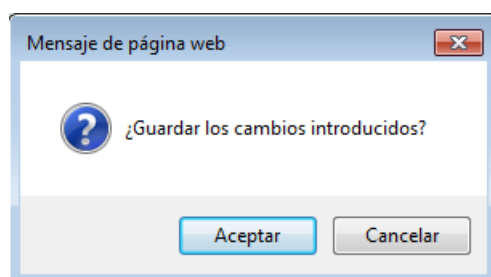 Mensaje de página web
¿Guardar los cambios introducidos?
Aceptar
Cancelar